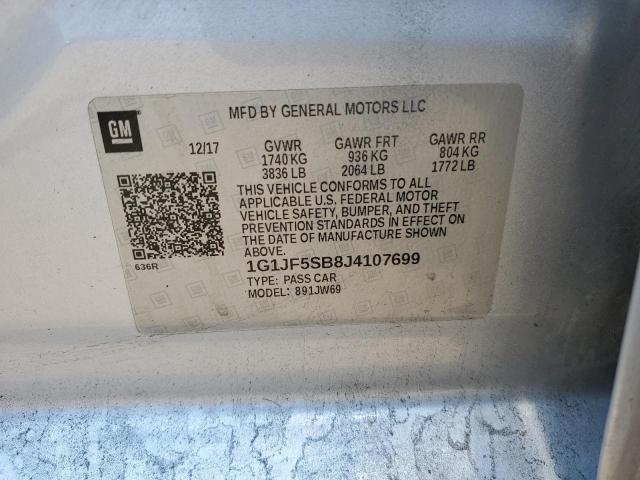 GM
MFD BY GENERAL MOTORS LLC
12/17 GVWR GAWR FRT GAWR RR
1740 KG 936 KG 804 KG
3836 LB 2064 LB 1772 LB
THIS VEHICLE CONFORMS TO ALL
APPLICABLE U.S. FEDERAL MOTOR
VEHICLE SAFETY, BUMPER, AND THEFT
PREVENTION STANDARDS IN EFFECT ON
THE DATE OF MANUFACTURE SHOWN
ABOVE.
636R
1G1JF5SB8J4107699
TYPE: PASS CAR
MODEL: 891JW69